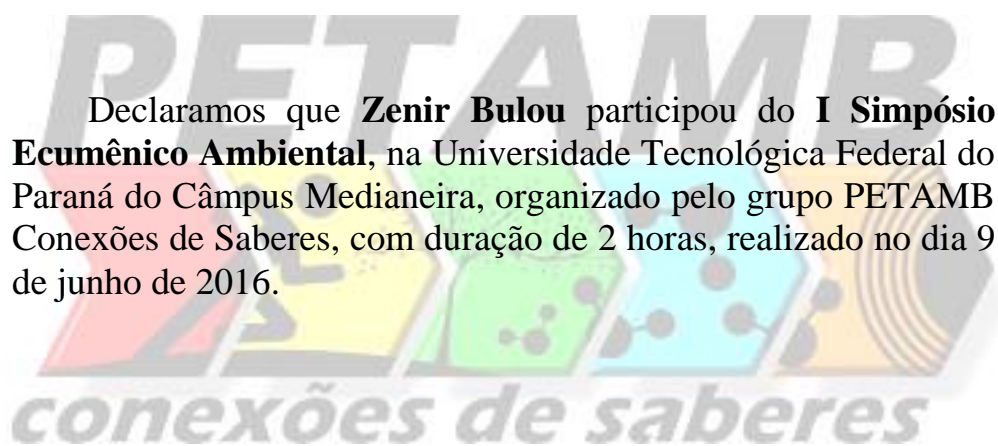 PETAMB
Declaramos que Zenir Bulou participou do I Simpósio
Ecumênico Ambiental, na Universidade Tecnológica Federal do
Paraná do Câmpus Medianeira, organizado pelo grupo PETAMB
Conexões de Saberes, com duração de 2 horas, realizado no dia 9
de junho de 2016.
conexões de saberes